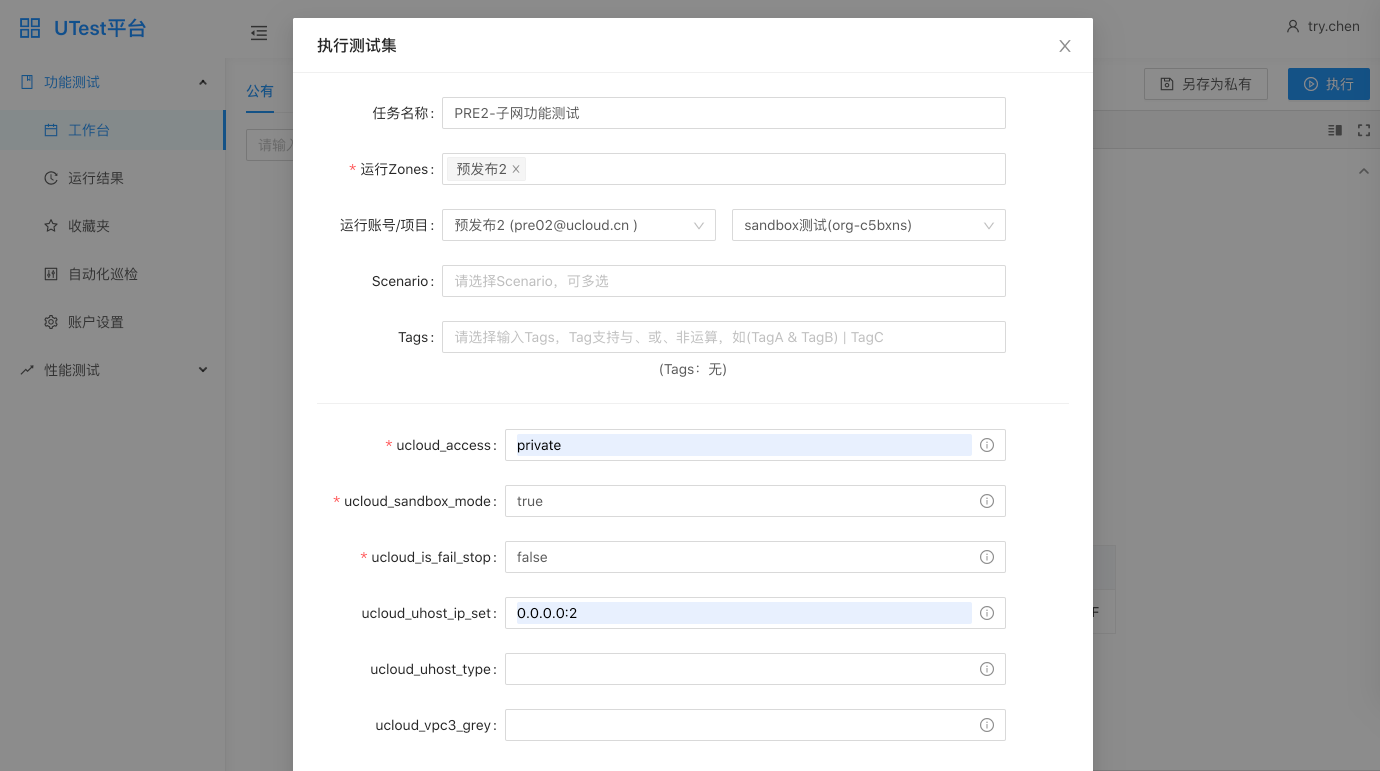 UTest平台
try.chen
功能测试
工作台
运行结果
收藏夹
自动化巡检
账户设置
性能测试
公有
请输入
另存为私有
执行
执行测试集
任务名称: PRE2-子网功能测试
* 运行Zones: 预发布2
运行账号/项目: 预发布2 (pre02@ucloud.cn ) sandbox测试(org-c5bxns)
Scenario: 请选择Scenario，可多选
Tags: 请选择输入Tags，Tag支持与、或、非运算，如(TagA & TagB) | TagC
(Tags：无)
* ucloud_access: private
* ucloud_sandbox_mode: true
* ucloud_is_fail_stop: false
ucloud_uhost_ip_set: 0.0.0.0:2
ucloud_uhost_type:
ucloud_vpc3_grey: